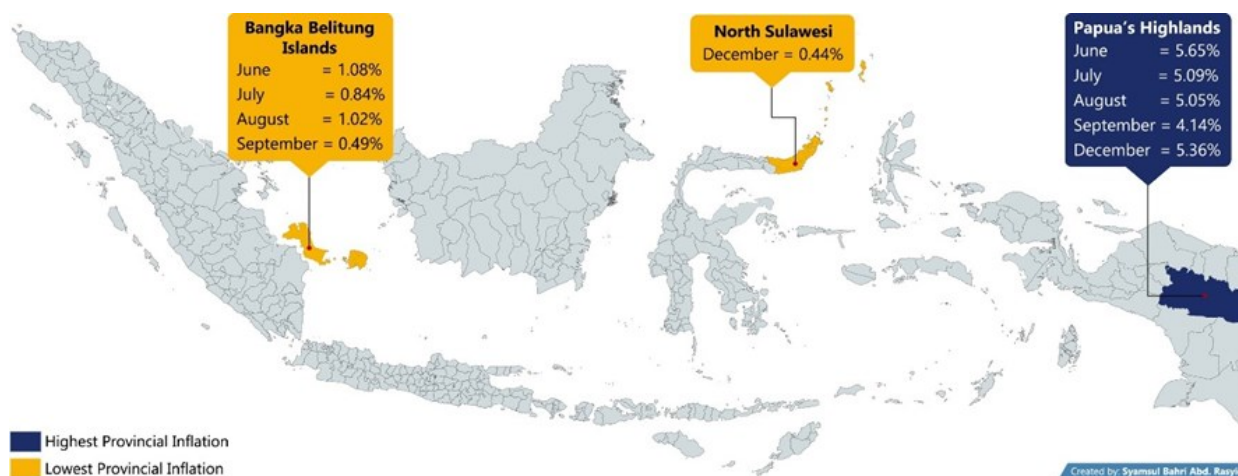 Bangka Belitung
Islands
June = 1.08%
July = 0.84%
August = 1.02%
September = 0.49%
North Sulawesi
December = 0.44%
Papua's Highlands
June = 5.65%
July = 5.09%
August = 5.05%
September = 4.14%
December = 5.36%
Highest Provincial Inflation
Lowest Provincial Inflation
Created by: Syamsul Bahri Abd.